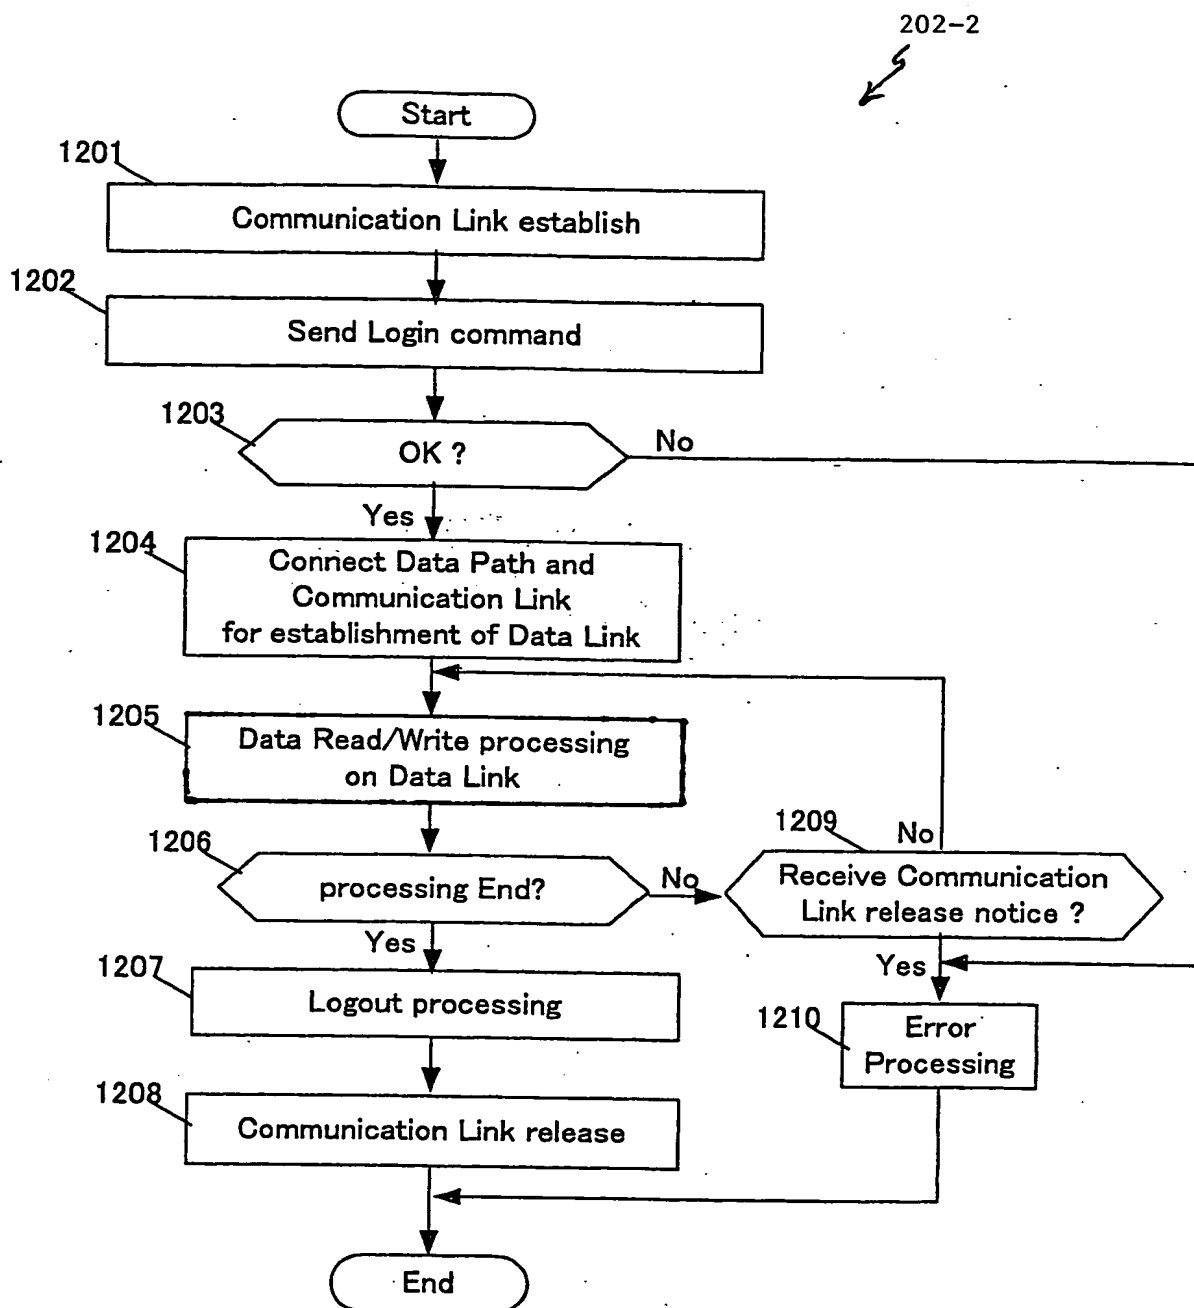 202-2
Start
1201
Communication Link establish
1202
Send Login command
1203
OK ?
No
Yes
1204
Connect Data Path and
Communication Link
for establishment of Data Link
1205
Data Read/Write processing
on Data Link
1206
processing End?
No
1209
No
Receive Communication
Link release notice ?
Yes
Yes
1207
Logout processing
1210
Error
Processing
1208
Communication Link release
End